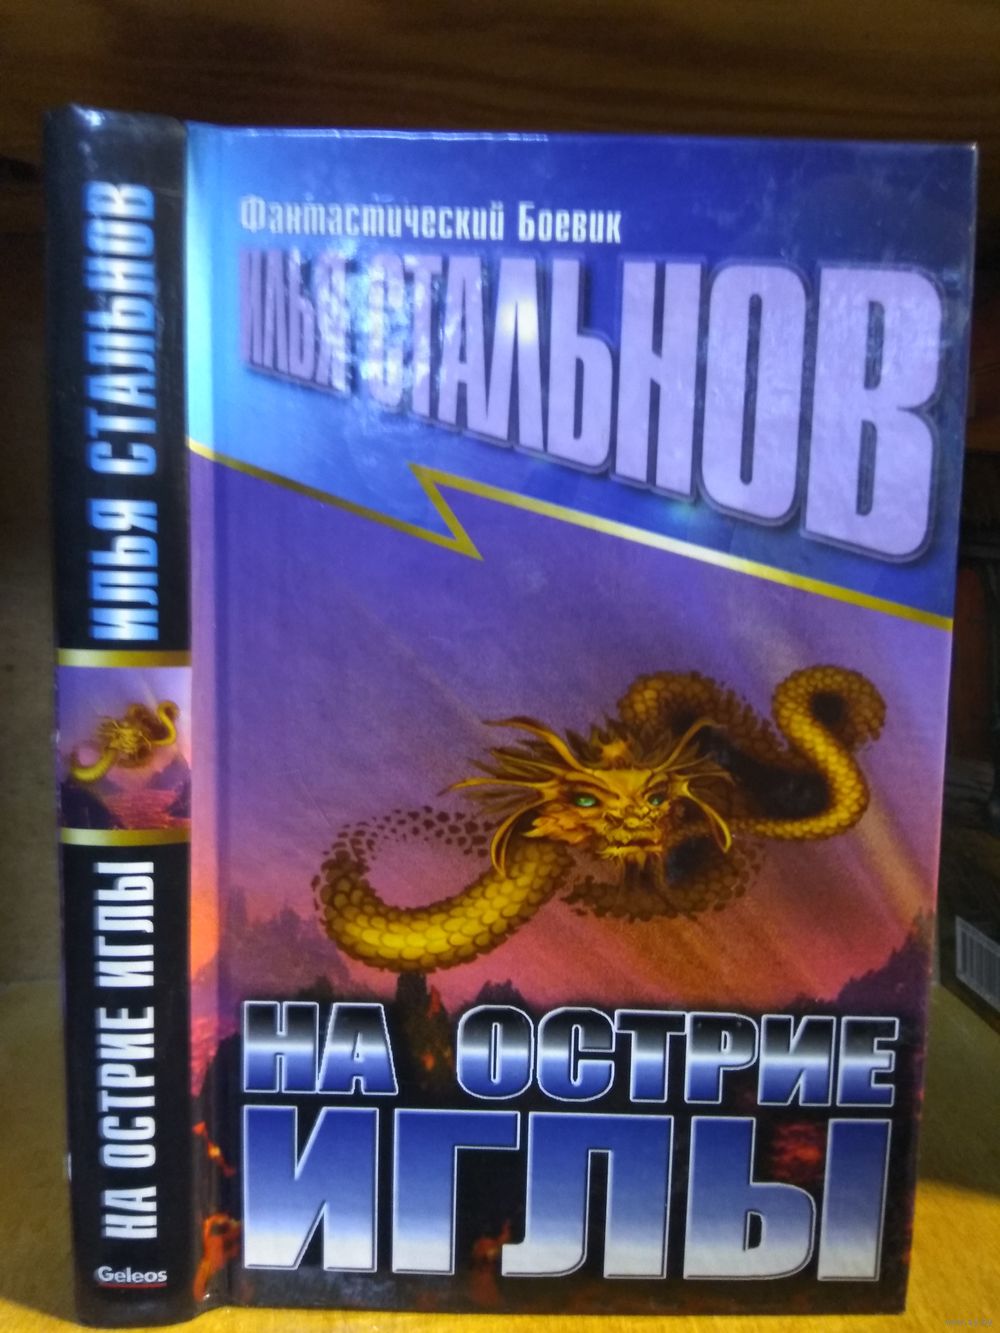 ИЛЬЯ СТАЛЬНОВ
НА ОСТРИЕ ИГЛЫ
Geleos
Фантастический Боевик
ИЛЬЯ СТАЛЬНОВ
НА ОСТРИЕ
ИГЛЫ